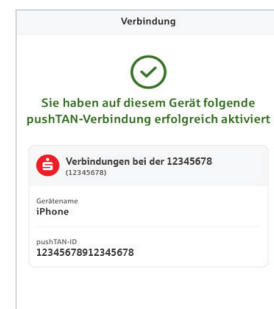 Verbindung
Sie haben auf diesem Gerät folgende
pushTAN-Verbindung erfolgreich aktiviert
Verbindungen bei der 12345678
(12345678)
Gerätename
iPhone
pushTAN-ID
12345678912345678